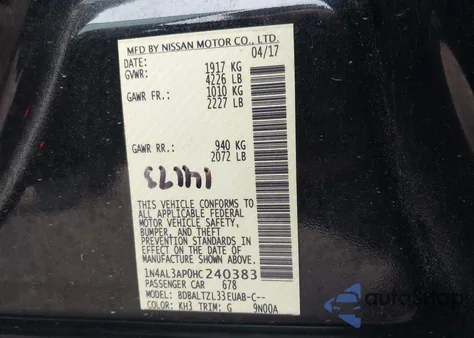 MFD BY NISSAN MOTOR CO., LTD.
DATE: 04/17
GVWR: 1917 KG
4226 LB
GAWR FR.: 1010 KG
2227 LB
GAWR RR.: 940 KG
2072 LB
THIS VEHICLE CONFORMS TO
ALL APPLICABLE FEDERAL
MOTOR VEHICLE SAFETY,
BUMPER, AND THEFT
PREVENTION STANDARDS IN
EFFECT ON THE DATE OF
MANUFACTURE SHOWN ABOVE.
1N4AL3AP0HC240383
PASSENGER CAR 678
MODEL: BDBALTZL33EUAB-C--
COLOR: KH3 TRIM: G 9N00A